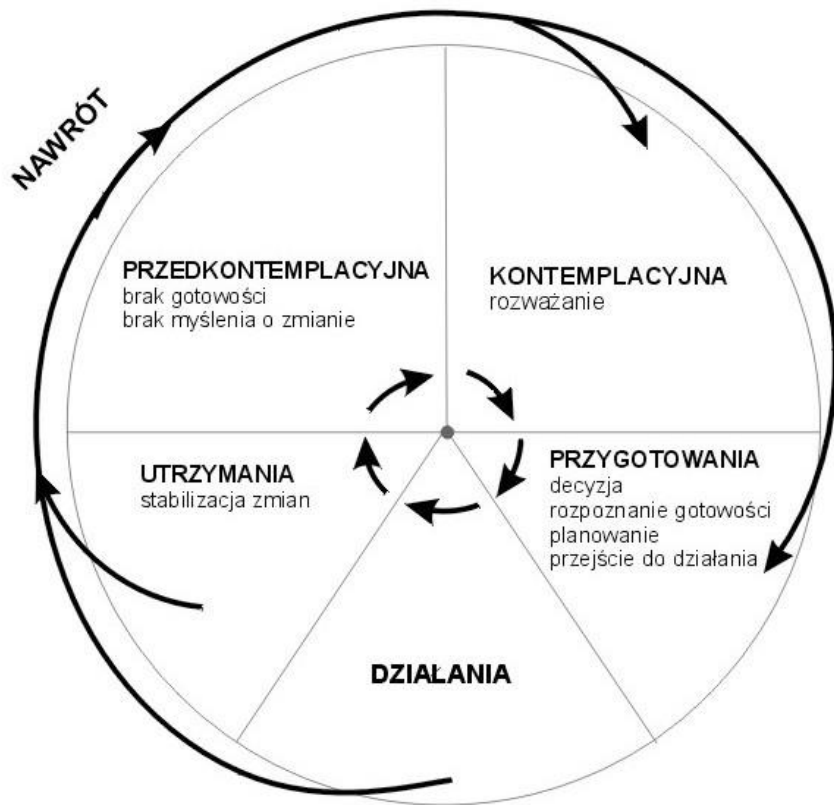 NAWRÓT
PRZEDKONTEMPLACYJNA
brak gotowości
brak myślenia o zmianie
KONTEMPLACYJNA
rozważanie
PRZYGOTOWANIA
decyzja
rozpoznanie gotowości
planowanie
przejście do działania
DZIAŁANIA
UTRZYMANIA
stabilizacja zmian